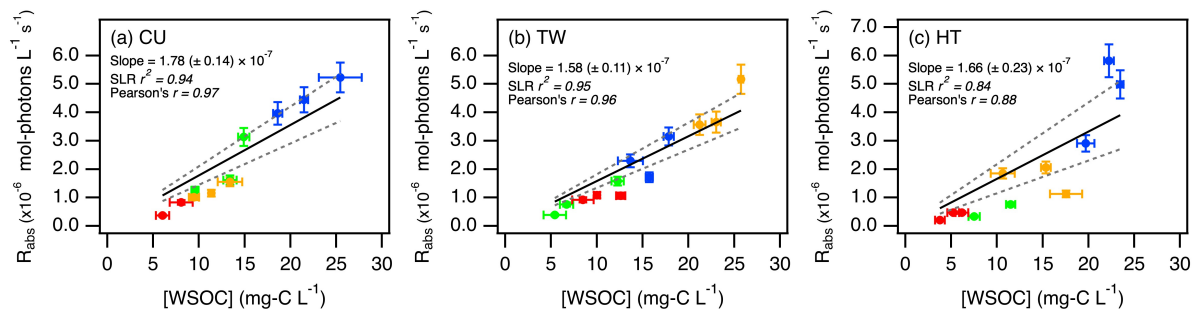 (a) CU
Slope = 1.78 (± 0.14) × 10⁻⁷
SLR r² = 0.94
Pearson's r = 0.97
6.0
5.0
4.0
3.0
2.0
1.0
0.0
R_abs (x10⁻⁶ mol-photons L⁻¹ s⁻¹)
0 5 10 15 20 25 30
[WSOC] (mg-C L⁻¹)
(b) TW
Slope = 1.58 (± 0.11) × 10⁻⁷
SLR r² = 0.95
Pearson's r = 0.96
6.0
5.0
4.0
3.0
2.0
1.0
0.0
R_abs (x10⁻⁶ mol-photons L⁻¹ s⁻¹)
0 5 10 15 20 25 30
[WSOC] (mg-C L⁻¹)
(c) HT
Slope = 1.66 (± 0.23) × 10⁻⁷
SLR r² = 0.84
Pearson's r = 0.88
7.0
6.0
5.0
4.0
3.0
2.0
1.0
0.0
R_abs (x10⁻⁶ mol-photons L⁻¹ s⁻¹)
0 5 10 15 20 25 30
[WSOC] (mg-C L⁻¹)